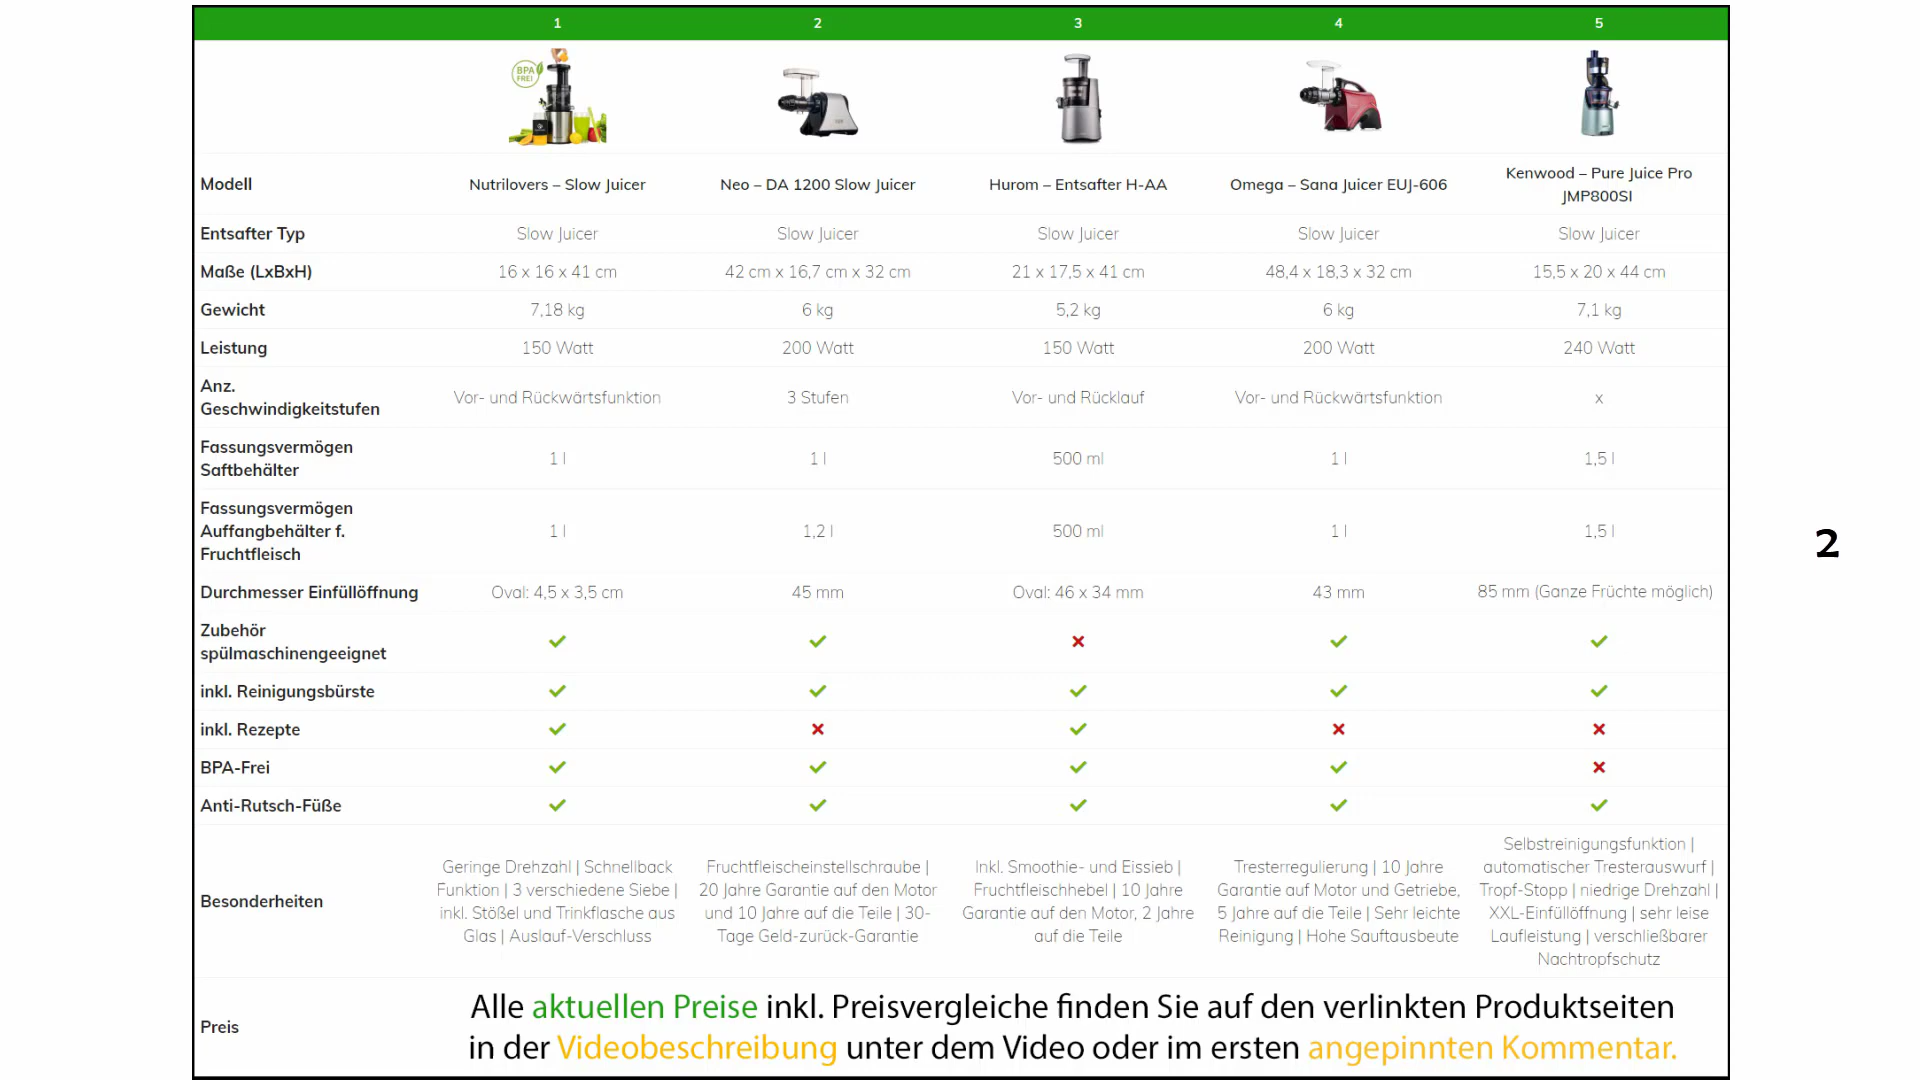 1 2 3 4 5
BPA
FREI
Modell Nutrilovers – Slow Juicer Neo – DA 1200 Slow Juicer Hurom – Entsafter H-AA Omega – Sana Juicer EUJ-606 Kenwood – Pure Juice Pro
JMP800SI
Entsafter Typ Slow Juicer Slow Juicer Slow Juicer Slow Juicer Slow Juicer
Maße (LxBxH) 16 x 16 x 41 cm 42 cm x 16,7 cm x 32 cm 21 x 17,5 x 41 cm 48,4 x 18,3 x 32 cm 15,5 x 20 x 44 cm
Gewicht 7,18 kg 6 kg 5,2 kg 6 kg 7,1 kg
Leistung 150 Watt 200 Watt 150 Watt 200 Watt 240 Watt
Anz.
Geschwindigkeitstufen Vor- und Rückwärtsfunktion 3 Stufen Vor- und Rücklauf Vor- und Rückwärtsfunktion x
Fassungsvermögen
Saftbehälter 1 l 1 l 500 ml 1 l 1,5 l
Fassungsvermögen
Auffangbehälter f. 1 l 1,2 l 500 ml 1 l 1,5 l
Fruchtfleisch
2
Durchmesser Einfüllöffnung Oval: 4,5 x 3,5 cm 45 mm Oval: 46 x 34 mm 43 mm 85 mm (Ganze Früchte möglich)
Zubehör
spülmaschinengeeignet
inkl. Reinigungsbürste
inkl. Rezepte
BPA-Frei
Anti-Rutsch-Füße
Besonderheiten
Geringe Drehzahl | Schnellback
Funktion | 3 verschiedene Siebe |
inkl. Stößel und Trinkflasche aus
Glas | Auslauf-Verschluss
Fruchtfleischeinstellschraube |
20 Jahre Garantie auf den Motor
und 10 Jahre auf die Teile | 30-
Tage Geld-zurück-Garantie
Inkl. Smoothie- und Eissieb |
Fruchtfleischhebel | 10 Jahre
Garantie auf den Motor, 2 Jahre
auf die Teile
Tresterregulierung | 10 Jahre
Garantie auf Motor und Getriebe,
5 Jahre auf die Teile | Sehr leichte
Reinigung | Hohe Sauftausbeute
Selbstreinigungsfunktion |
automatischer Tresterauswurf |
Tropf-Stopp | niedrige Drehzahl |
XXL-Einfüllöffnung | sehr leise
Laufleistung | verschließbarer
Nachtropfschutz
Preis
Alle aktuellen Preise inkl. Preisvergleiche finden Sie auf den verlinkten Produktseiten
in der Videobeschreibung unter dem Video oder im ersten angepinnten Kommentar.